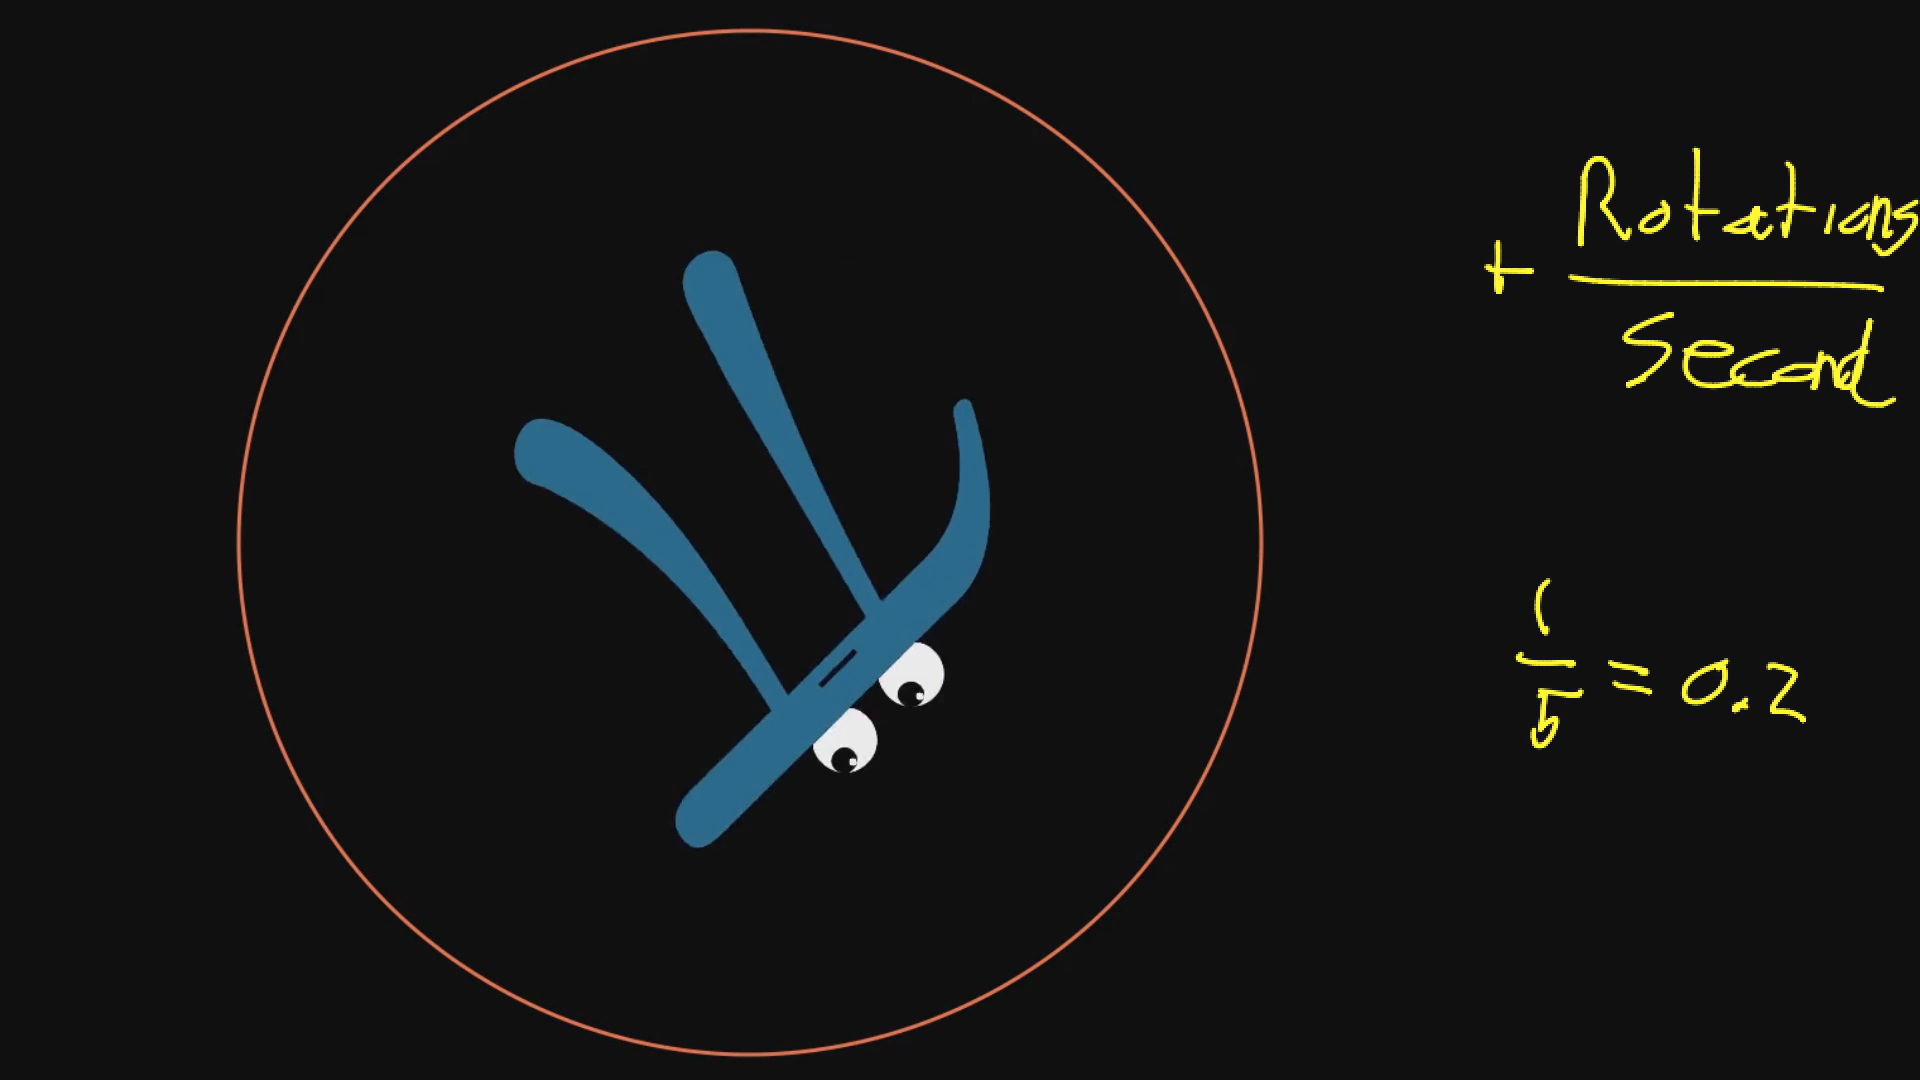 + Rotations
Second
1
5 = 0.2